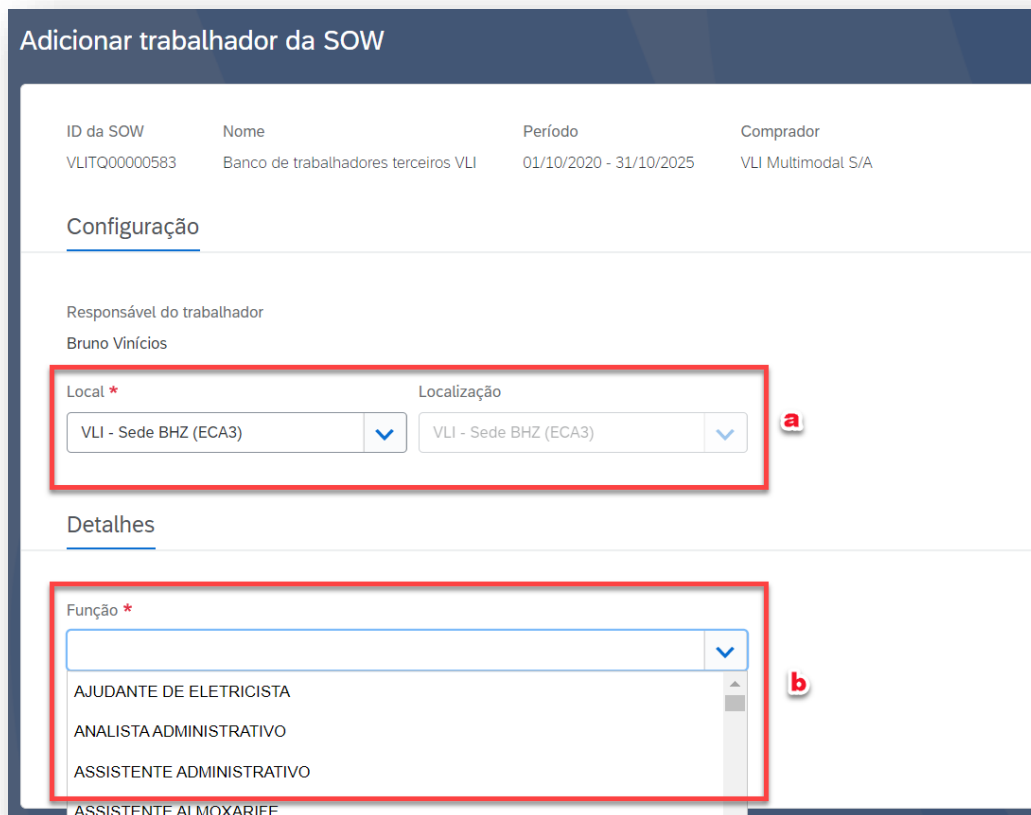 Adicionar trabalhador da SOW
ID da SOW Nome Período Comprador
VLITQ00000583 Banco de trabalhadores terceiros VLI 01/10/2020 - 31/10/2025 VLI Multimodal S/A
Configuração
Responsável do trabalhador
Bruno Vinícios
Local * Localização
VLI - Sede BHZ (ECA3) VLI - Sede BHZ (ECA3)
a
Detalhes
Função *
b
AJUDANTE DE ELETRICISTA
ANALISTA ADMINISTRATIVO
ASSISTENTE ADMINISTRATIVO
ASSISTENTE ALMOXARIFE